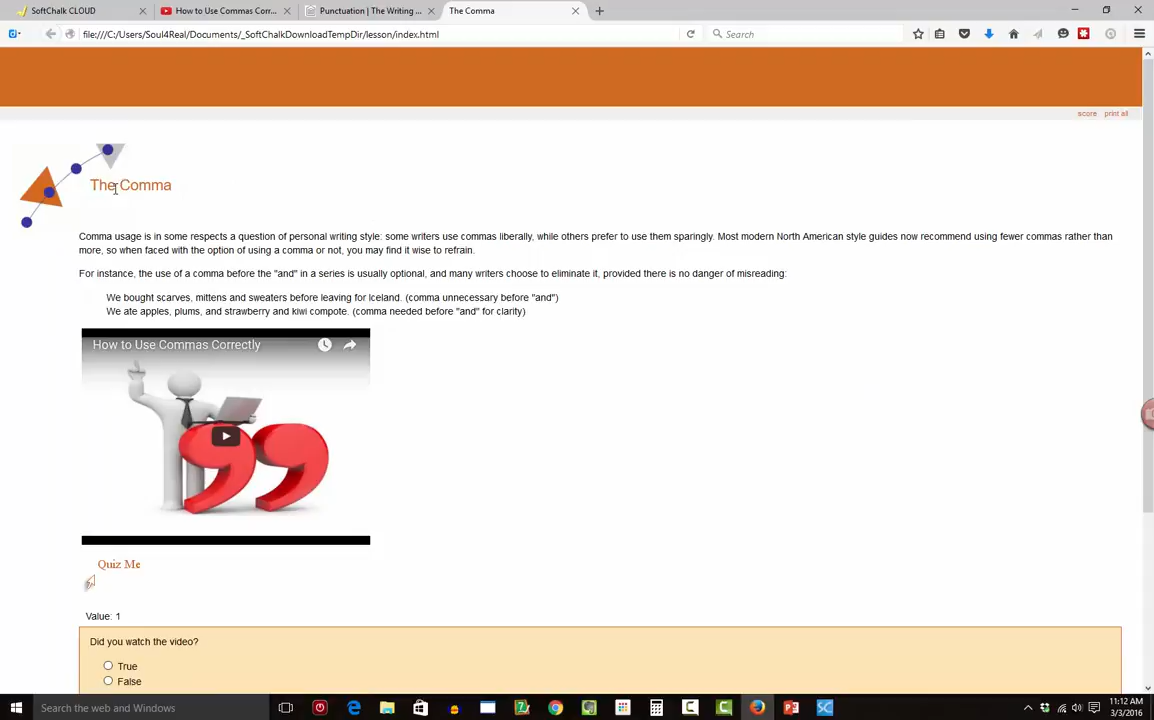 SoftChalk CLOUD
How to Use Commas Corr...
Punctuation | The Writing ...
The Comma
file:///C:/Users/Soul4Real/Documents/_SoftChalkDownloadTempDir/lesson/index.html
Search
score print all
The Comma
Comma usage is in some respects a question of personal writing style: some writers use commas liberally, while others prefer to use them sparingly. Most modern North American style guides now recommend using fewer commas rather than
more, so when faced with the option of using a comma or not, you may find it wise to refrain.
For instance, the use of a comma before the "and" in a series is usually optional, and many writers choose to eliminate it, provided there is no danger of misreading:
We bought scarves, mittens and sweaters before leaving for Iceland. (comma unnecessary before "and")
We ate apples, plums, and strawberry and kiwi compote. (comma needed before "and" for clarity)
How to Use Commas Correctly
Quiz Me
Value: 1
Did you watch the video?
True
False
Search the web and Windows
11:12 AM
3/3/2016